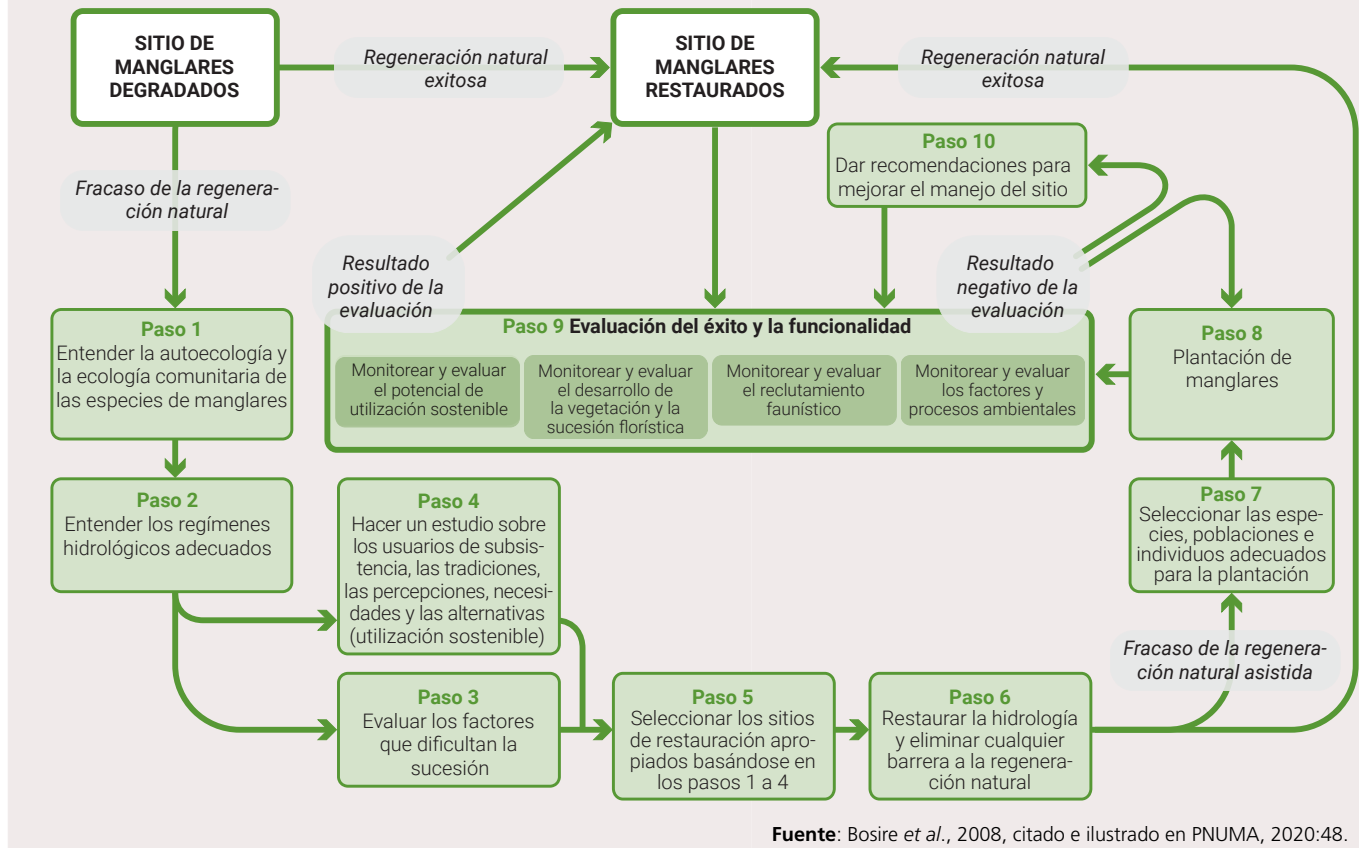 SITIO DE
MANGLARES
DEGRADADOS
Regeneración natural
exitosa
SITIO DE
MANGLARES
RESTAURADOS
Regeneración natural
exitosa
Fracaso de la regenera-
ción natural
Paso 10
Dar recomendaciones para
mejorar el manejo del sitio
Resultado
positivo de la
evaluación
Resultado
negativo de la
evaluación
Paso 1
Entender la autoecología y
la ecología comunitaria de
las especies de manglares
Paso 9 Evaluación del éxito y la funcionalidad
Monitorear y evaluar
el potencial de
utilización sostenible
Monitorear y evaluar
el desarrollo de
la vegetación y la
sucesión florística
Monitorear y evaluar
el reclutamiento
faunístico
Monitorear y evaluar
los factores y
procesos ambientales
Paso 8
Plantación de
manglares
Paso 2
Entender los regímenes
hidrológicos adecuados
Paso 4
Hacer un estudio sobre
los usuarios de subsis-
tencia, las tradiciones,
las percepciones, necesi-
dades y las alternativas
(utilización sostenible)
Paso 7
Seleccionar las espe-
cies, poblaciones e
individuos adecuados
para la plantación
Fracaso de la regenera-
ción natural asistida
Paso 3
Evaluar los factores
que dificultan la
sucesión
Paso 5
Seleccionar los sitios
de restauración apro-
piados basándose en
los pasos 1 a 4
Paso 6
Restaurar la hidrología
y eliminar cualquier
barrera a la regenera-
ción natural
Fuente: Bosire et al., 2008, citado e ilustrado en PNUMA, 2020:48.